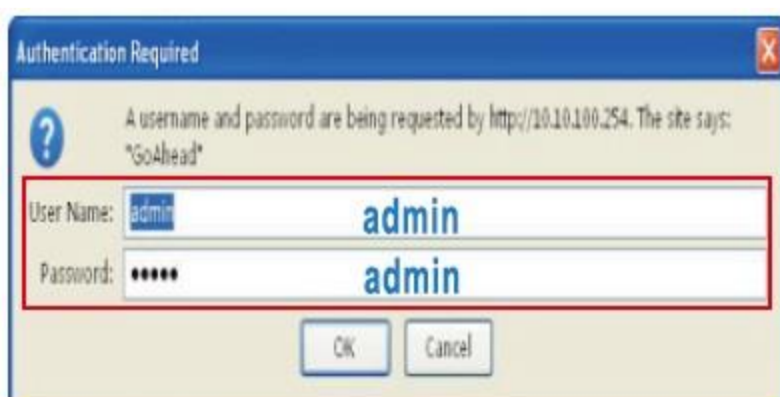 Authentication Required
A username and password are being requested by http://10.10.100.254. The site says:
"GoAhead"
User Name: admin admin
Password: ••••• admin
OK Cancel